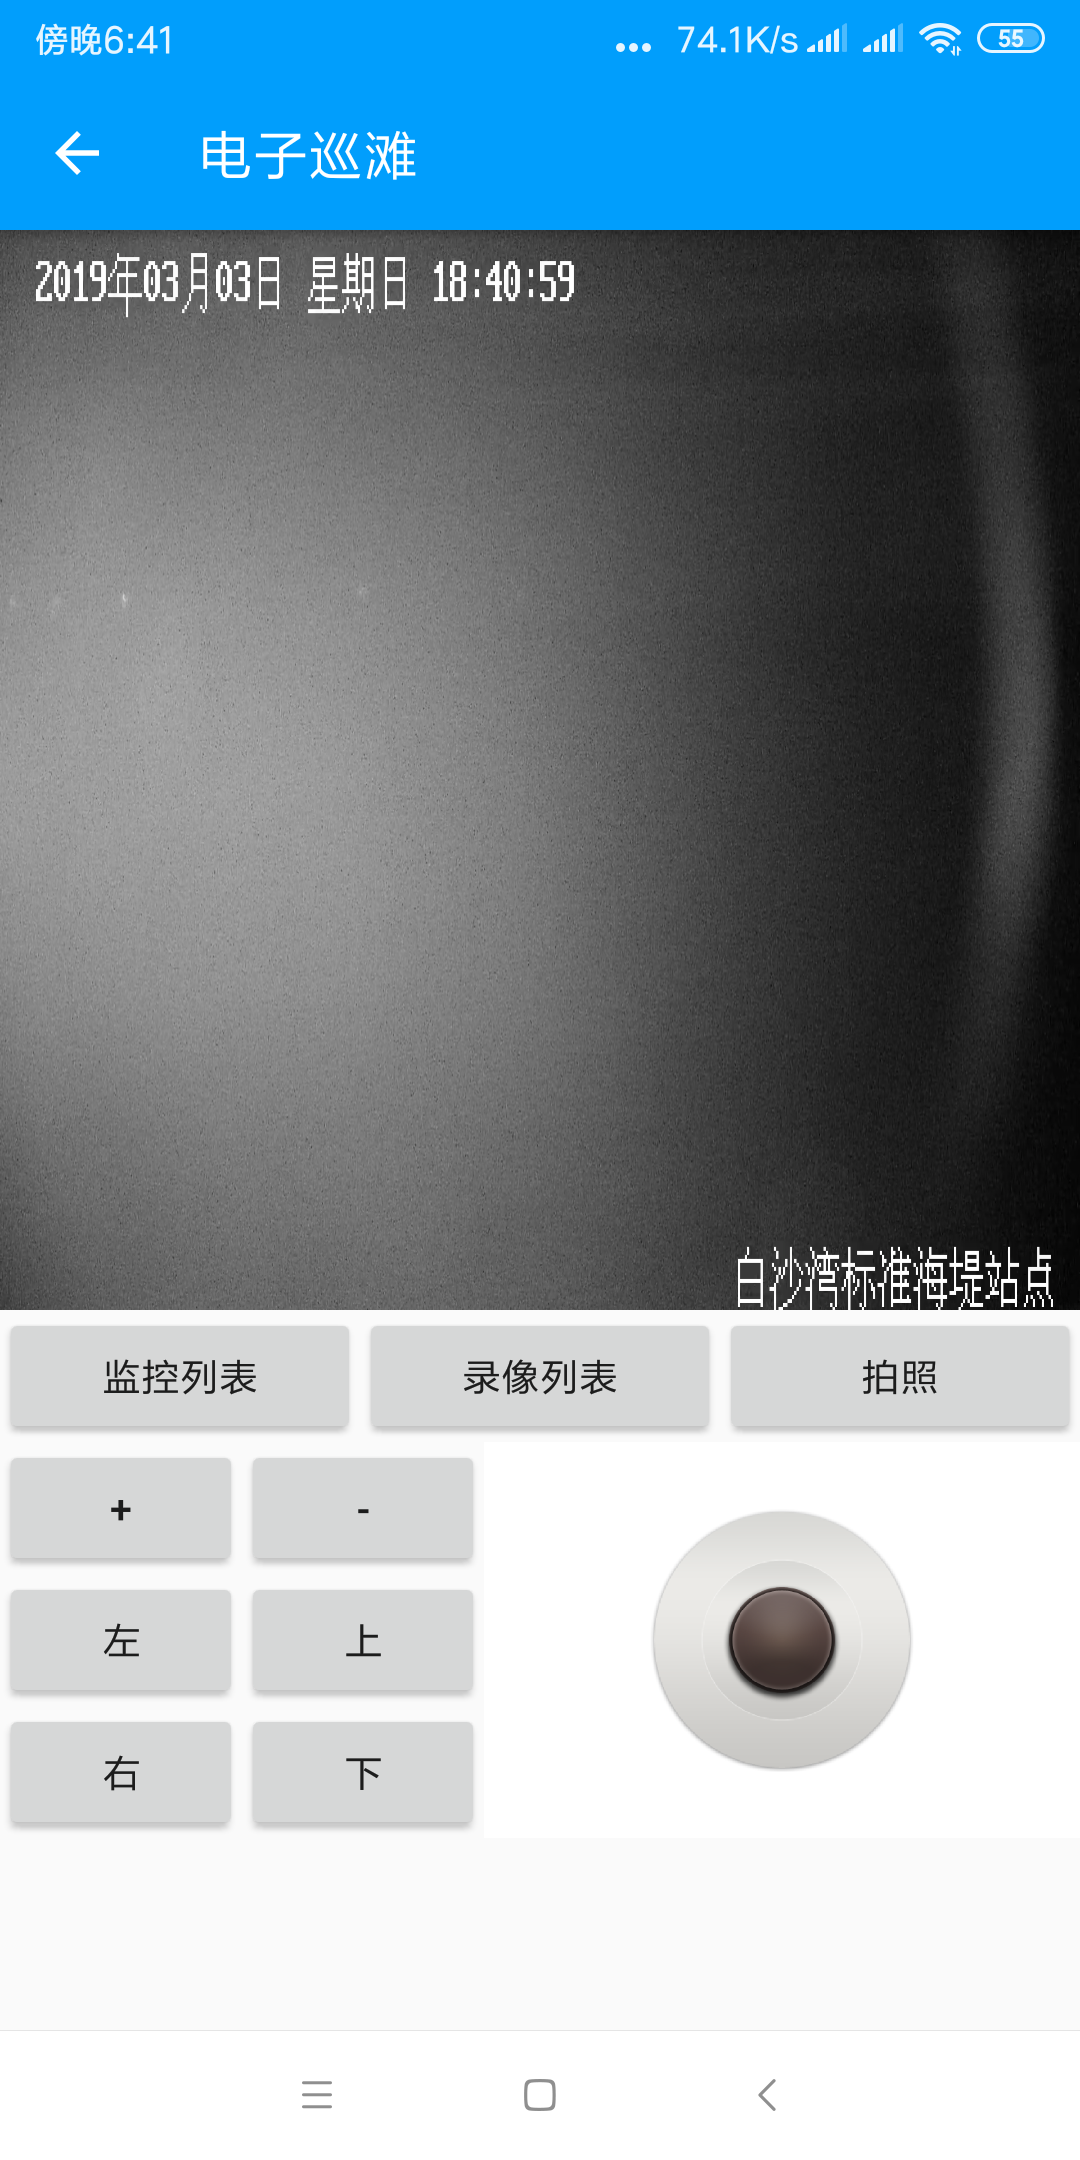 傍晚6:41 ... 74.1K/s 55
电子巡滩
2019年03月03日 星期日 18:40:59
白沙湾标准海堤站点
监控列表 录像列表 拍照
+ -
左 上
右 下